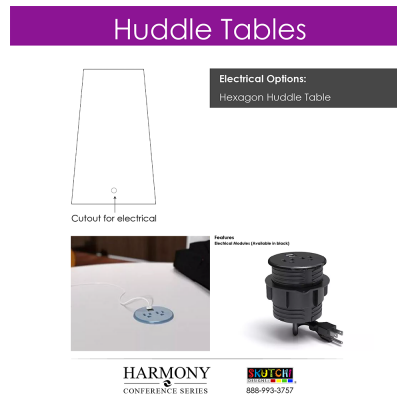 Huddle Tables
Electrical Options:
Hexagon Huddle Table
Cutout for electrical
Features
Electrical Modules (Available in black)
HARMONY
CONFERENCE SERIES
SKUTCHI
DESIGNS
888-993-3757